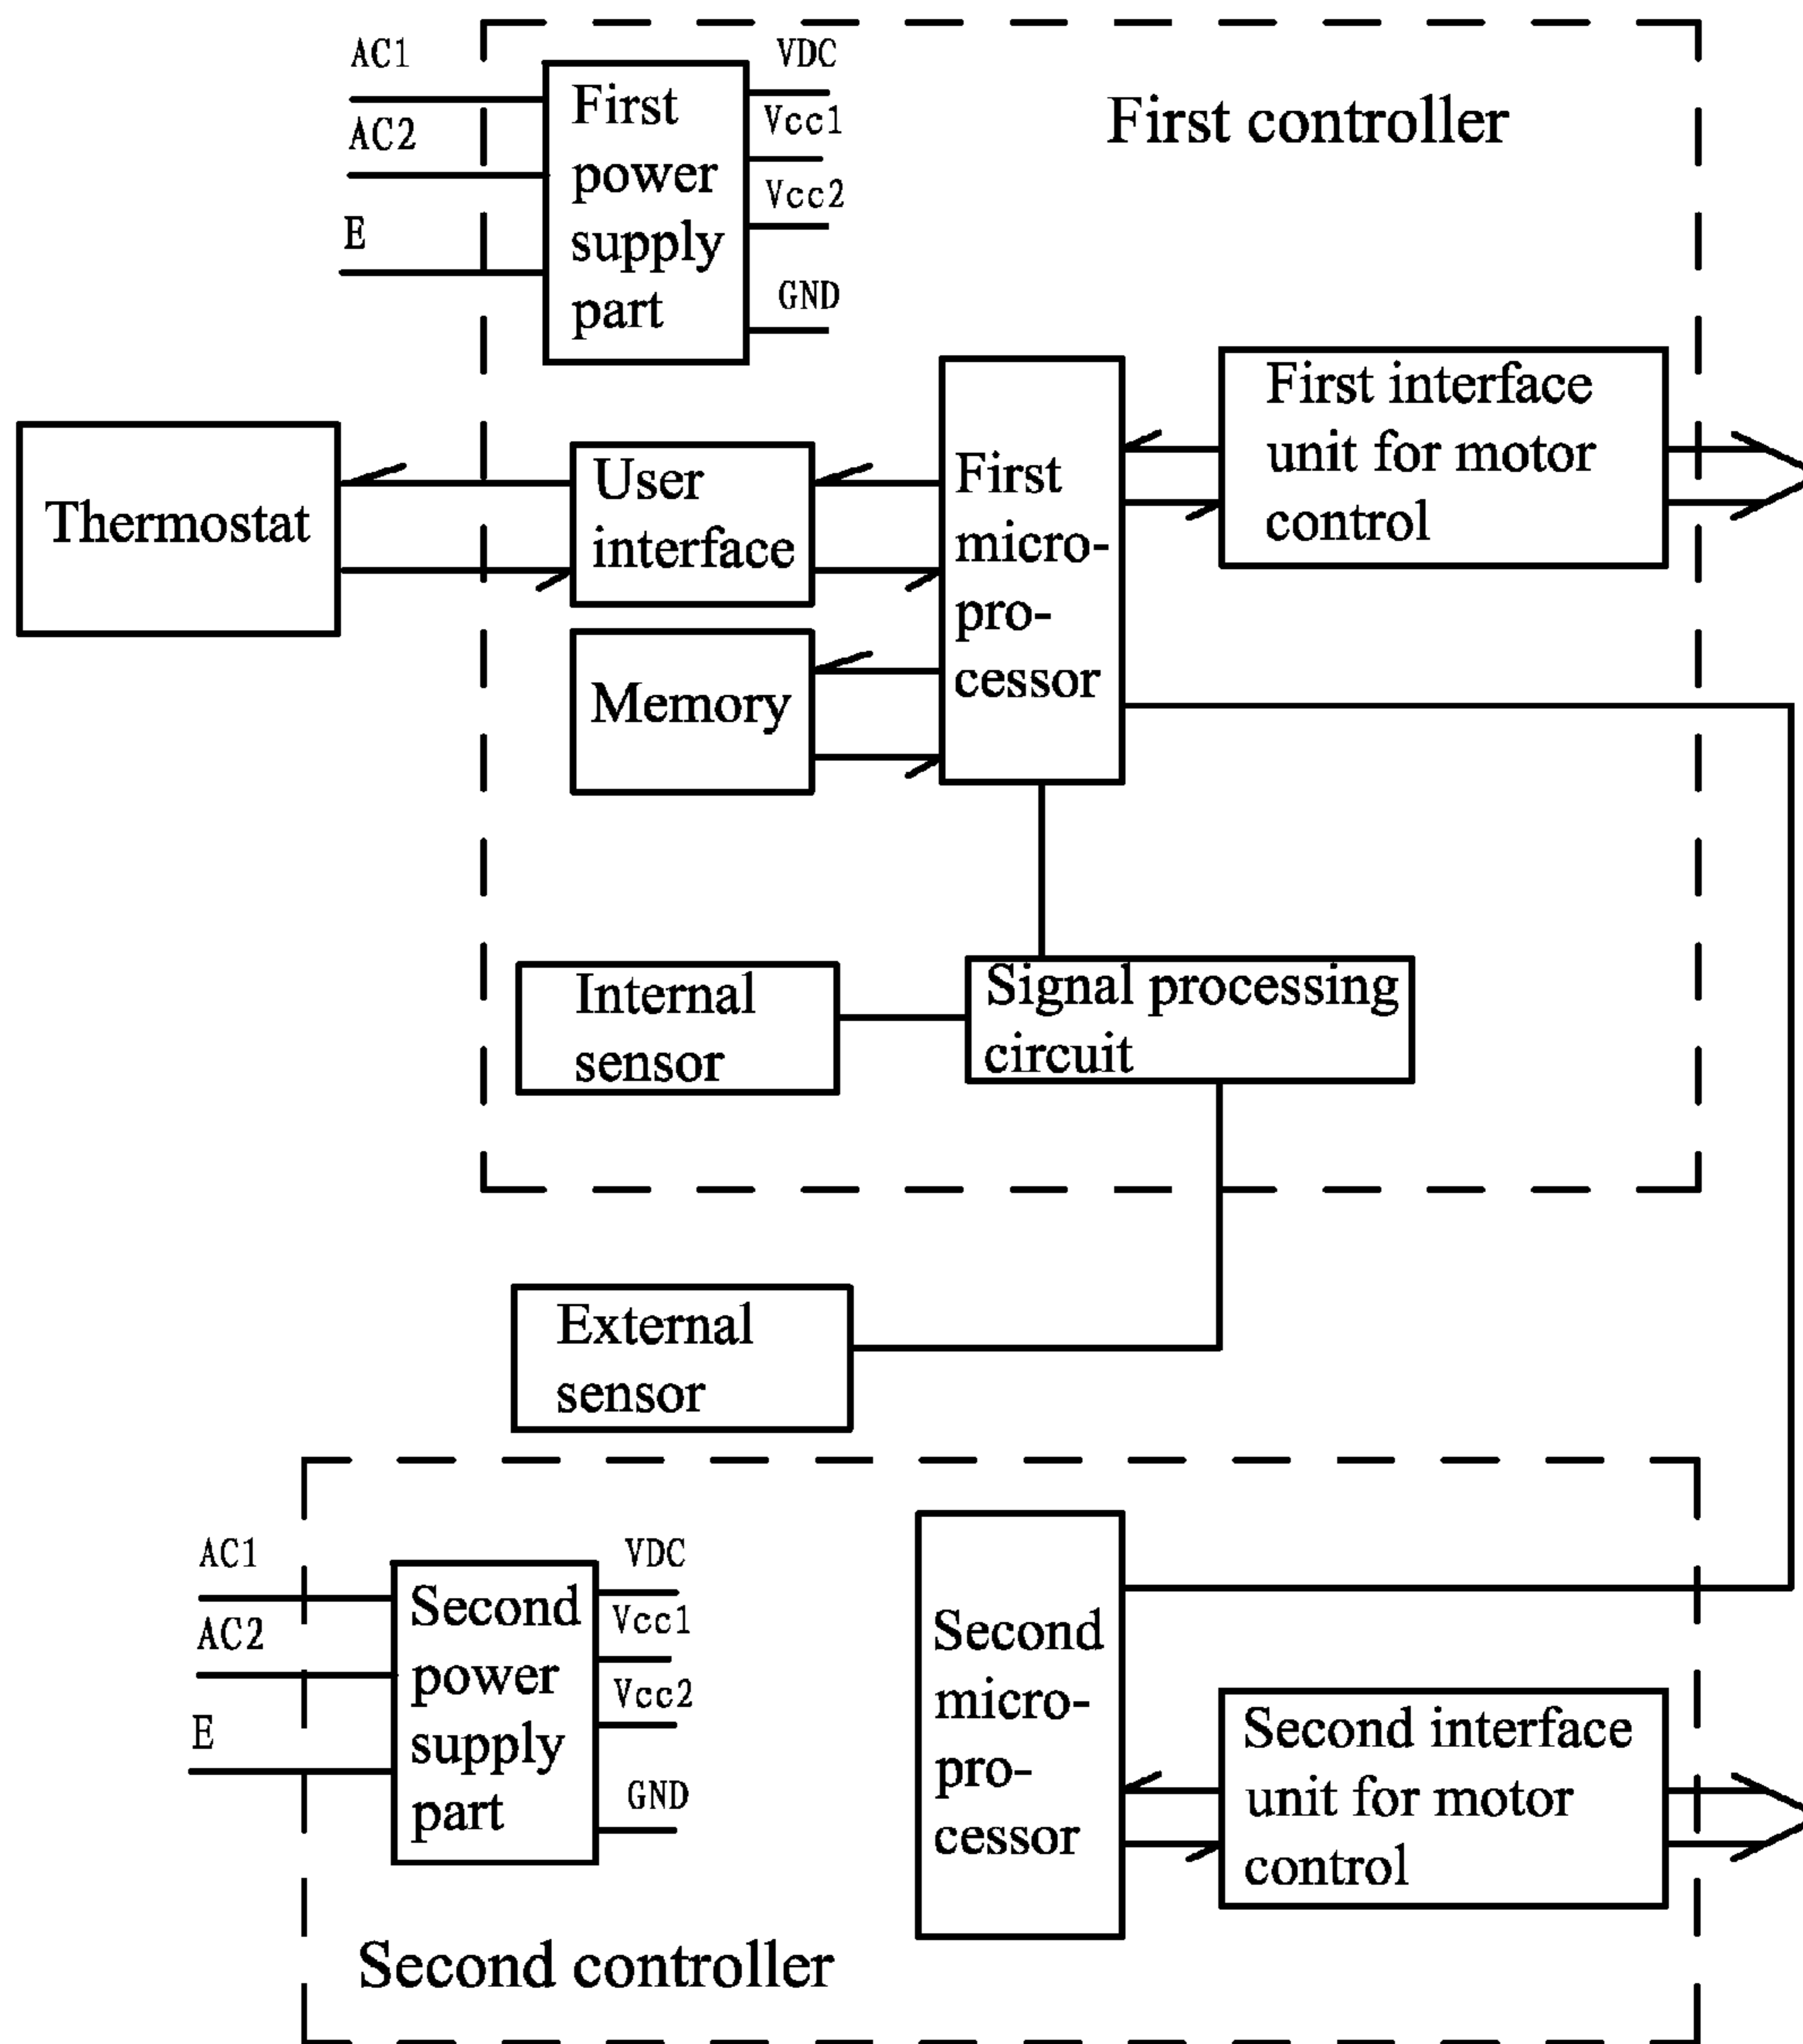 AC1
AC2
E
First
power
supply
part
VDC
Vcc1
Vcc2
GND
First controller
Thermostat
User
interface
Memory
First
micro-
pro-
cessor
First interface
unit for motor
control
Internal
sensor
Signal processing
circuit
External
sensor
AC1
AC2
E
Second
power
supply
part
VDC
Vcc1
Vcc2
GND
Second
micro-
pro-
cessor
Second interface
unit for motor
control
Second controller